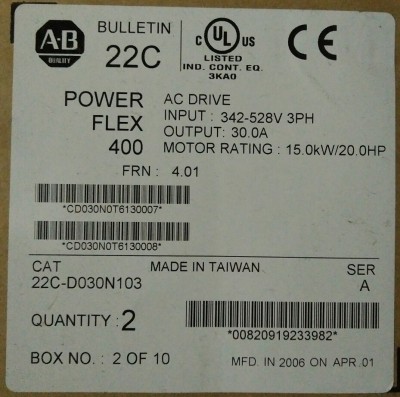 A-B
QUALITY
BULLETIN
22C
C UL US
LISTED
IND. CONT. EQ.
3KA0
CE
POWER
FLEX
400
AC DRIVE
INPUT : 342-528V 3PH
OUTPUT: 30.0A
MOTOR RATING : 15.0kW/20.0HP
FRN : 4.01
*CD030N0T6130007*
*CD030N0T6130008*
CAT
22C-D030N103
MADE IN TAIWAN
SER
A
QUANTITY : 2
*00820919233982*
BOX NO. : 2 OF 10
MFD. IN 2006 ON APR.01